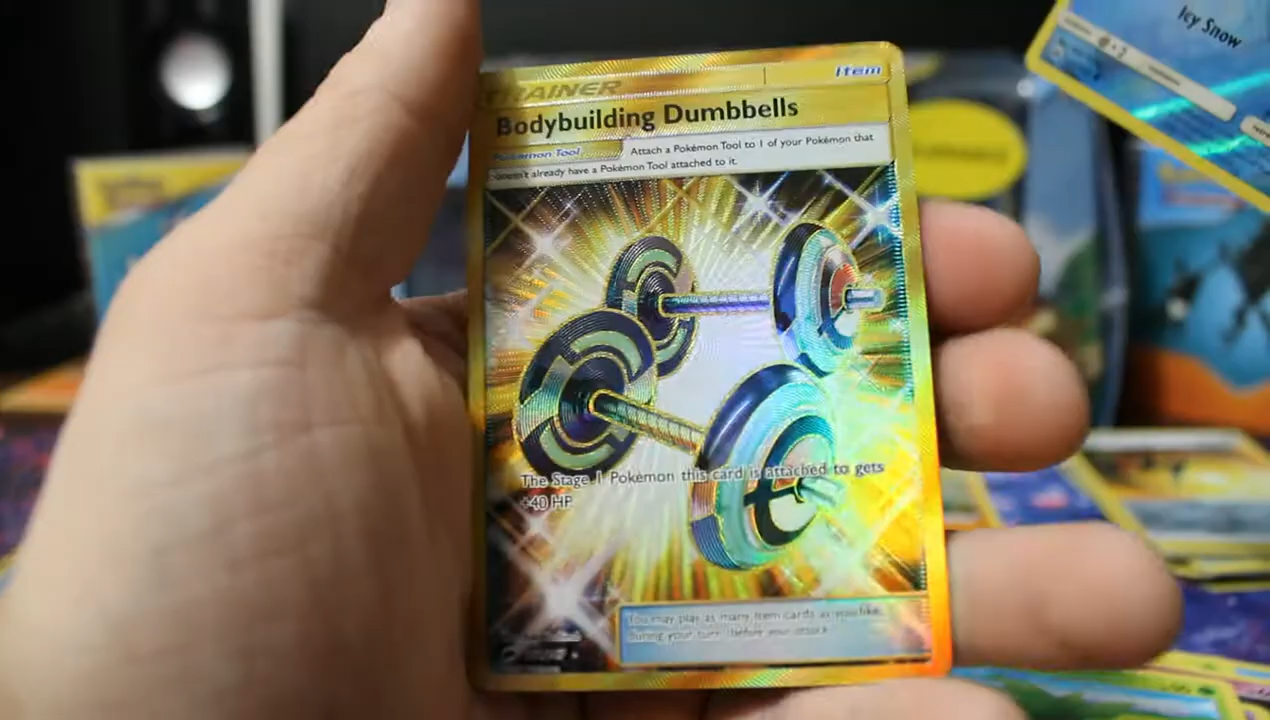 Icy Snow
TRAINER
Item
Bodybuilding Dumbbells
Pokémon Tool
Attach a Pokémon Tool to 1 of your Pokémon that
doesn't already have a Pokémon Tool attached to it.
The Stage 1 Pokémon this card is attached to gets
+40 HP.
You may play as many Item cards as you like
during your turn (before your attack